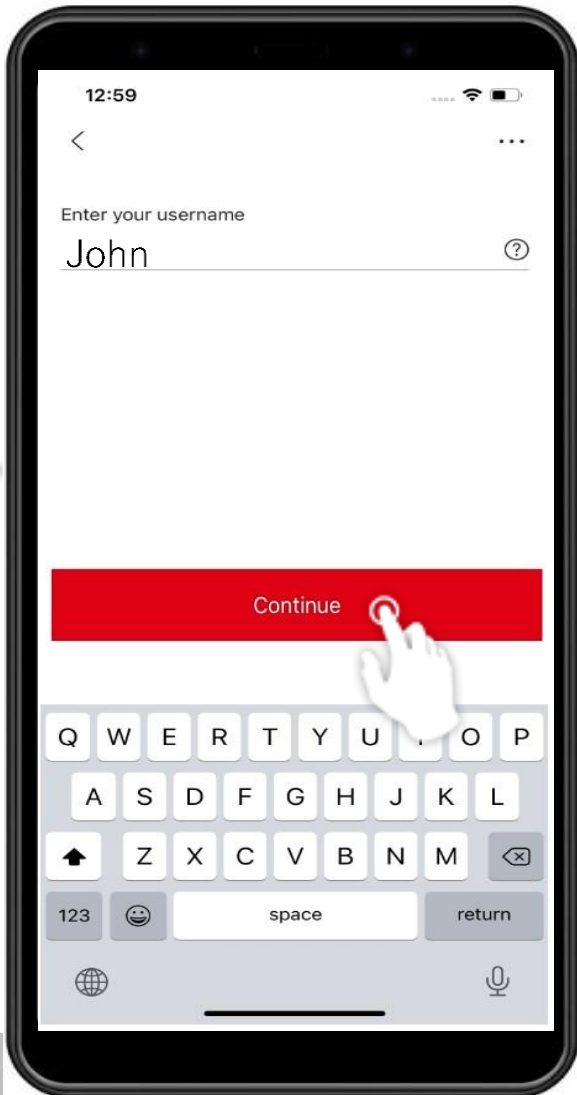 12:59
Enter your username
John
Continue
Q W E R T Y U O P
A S D F G H J K L
Z X C V B N M
123 space return